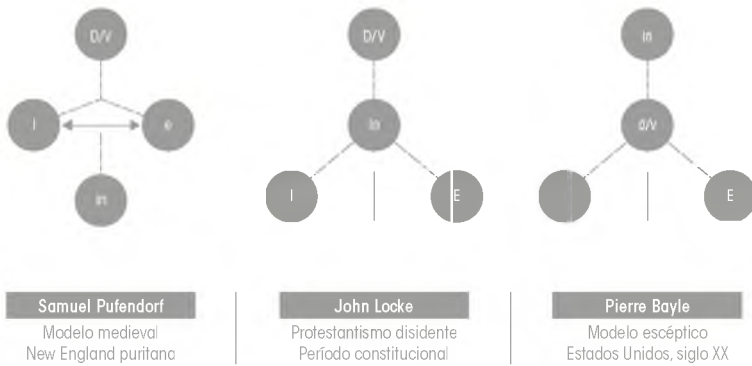 D/V
I
e
in
Samuel Pufendorf
Modelo medieval
New England puritana
D/V
In
I
E
John Locke
Protestantismo disidente
Período constitucional
in
d/v
E
Pierre Bayle
Modelo escéptico
Estados Unidos, siglo XX